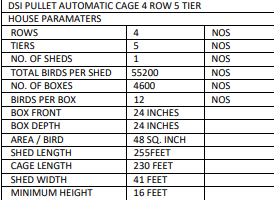 DSI PULLET AUTOMATIC CAGE 4 ROW 5 TIER
HOUSE PARAMATERS
ROWS 4 NOS
TIERS 5 NOS
NO. OF SHEDS 1 NOS
TOTAL BIRDS PER SHED 55200 NOS
NO. OF BOXES 4600 NOS
BIRDS PER BOX 12 NOS
BOX FRONT 24 INCHES
BOX DEPTH 24 INCHES
AREA / BIRD 48 SQ. INCH
SHED LENGTH 255FEET
CAGE LENGTH 230 FEET
SHED WIDTH 41 FEET
MINIMUM HEIGHT 16 FEET